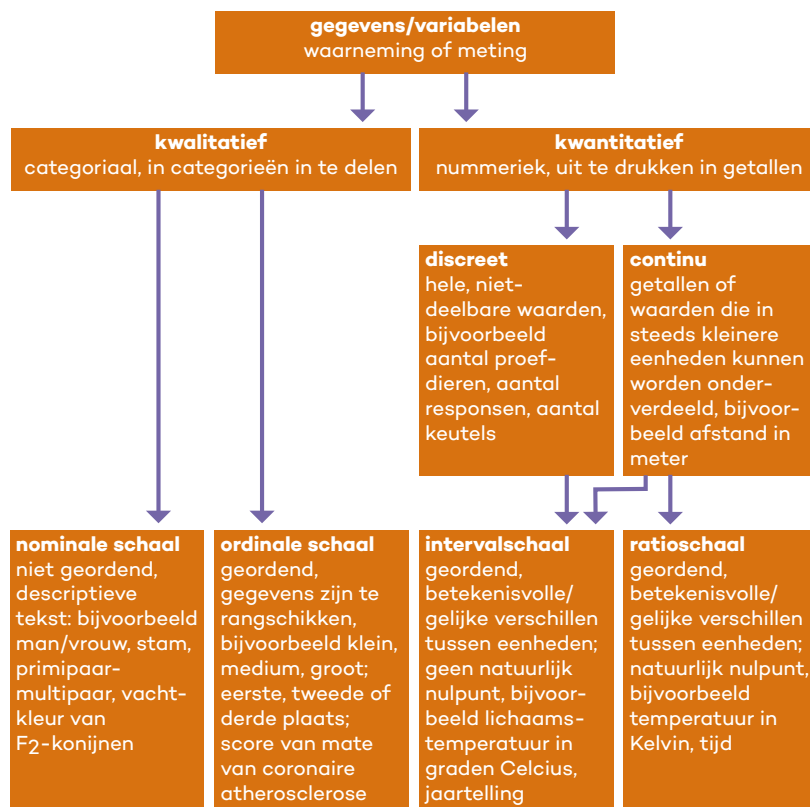 gegevens/variabelen
waarneming of meting
kwalitatief
categoriaal, in categorieën in te delen
kwantitatief
nummeriek, uit te drukken in getallen
discreet
hele, niet-
deelbare waarden,
bijvoorbeeld
aantal proef-
dieren, aantal
responsen, aantal
keutels
continu
getallen of
waarden die in
steeds kleinere
eenheden kunnen
worden onder-
verdeeld, bijvoor-
beeld afstand in
meter
nominale schaal
niet geordend,
descriptieve
tekst: bijvoorbeeld
man/vrouw, stam,
primipaar-
multipaar, vacht-
kleur van
F2-konijnen
ordinale schaal
geordend,
gegevens zijn te
rangschikken,
bijvoorbeeld klein,
medium, groot;
eerste, tweede of
derde plaats;
score van mate
van coronaire
atherosclerose
intervalschaal
geordend,
betekenisvolle/
gelijke verschillen
tussen eenheden;
geen natuurlijk
nulpunt, bijvoor-
beeld lichaams-
temperatuur in
graden Celcius,
jaartelling
ratioschaal
geordend,
betekenisvolle/
gelijke verschillen
tussen eenheden;
natuurlijk nulpunt,
bijvoorbeeld
temperatuur in
Kelvin, tijd